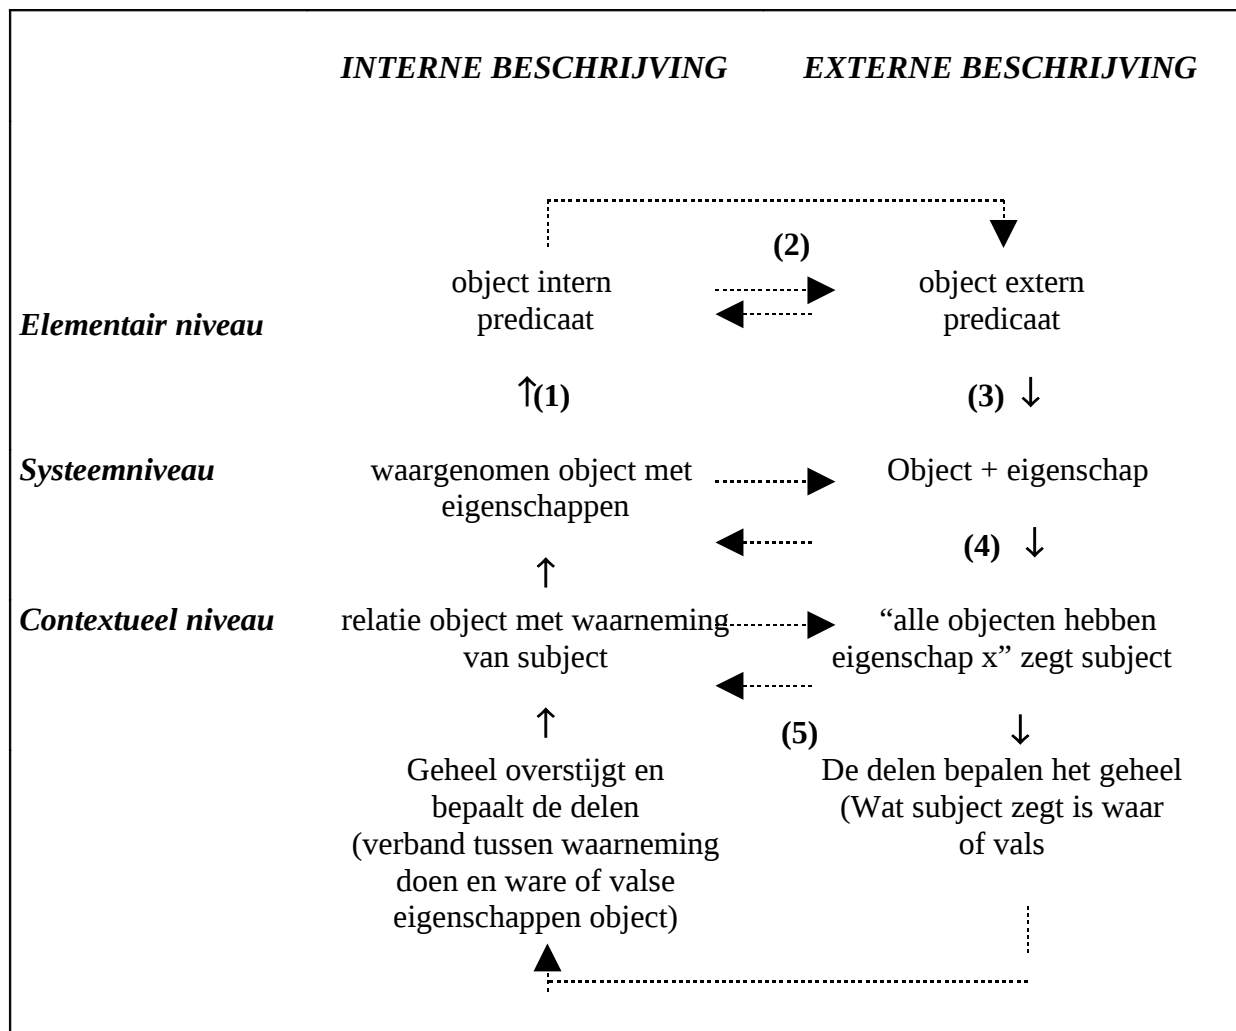 INTERNE BESCHRIJVING EXTERNE BESCHRIJVING
(2)
object intern object extern
predicaat predicaat
Elementair niveau
↑(1) (3) ↓
Systeemniveau waargenomen object met Object + eigenschap
eigenschappen
(4) ↓
↑
Contextueel niveau relatie object met waarneming “alle objecten hebben
van subject eigenschap x” zegt subject
↑ (5) ↓
Geheel overstijgt en De delen bepalen het geheel
bepaalt de delen (Wat subject zegt is waar
(verband tussen waarneming of vals
doen en ware of valse
eigenschappen object)